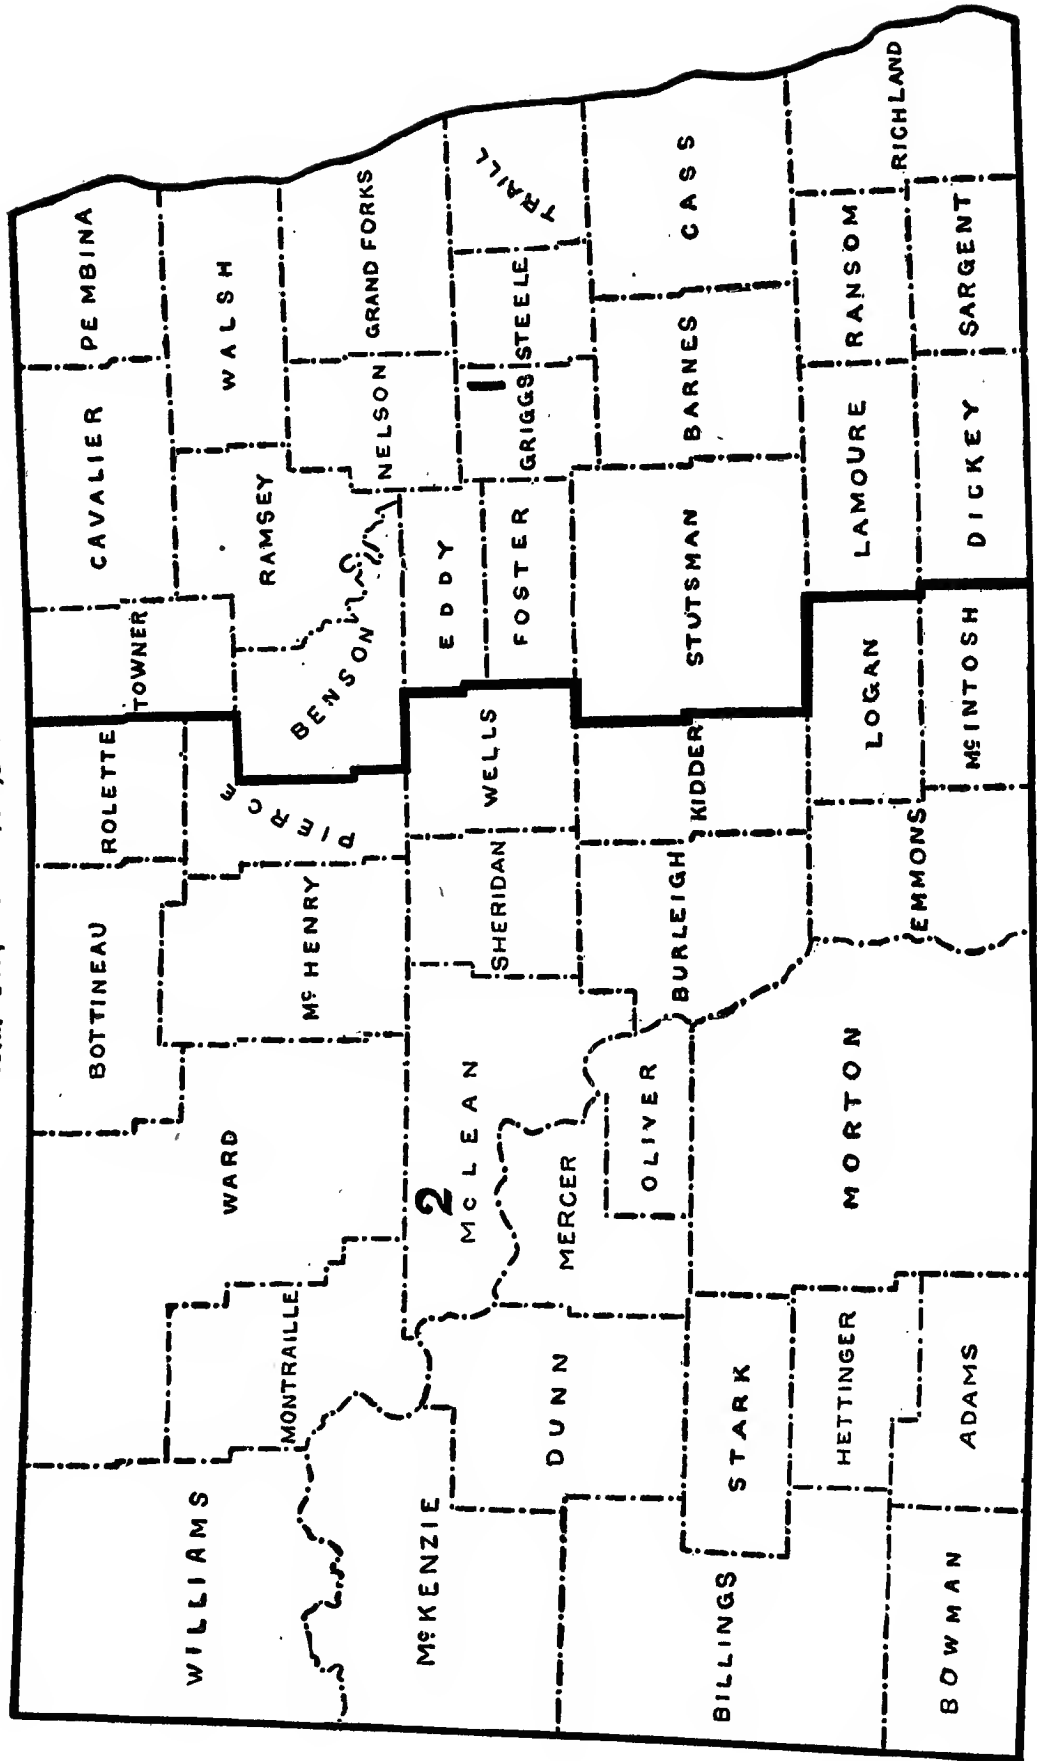 WILLIAMS
MONTRAILLE
WARD
BOTTINEAU
ROLETTE
TOWNER
CAVALIER
PEMBINA
McHENRY
PIERCE
BENSON
RAMSEY
WALSH
McKENZIE
2
McLEAN
SHERIDAN
WELLS
EDDY
FOSTER
NELSON
GRAND FORKS
1
GRIGGS
STEELE
TRAILL
DUNN
MERCER
OLIVER
BURLEIGH
KIDDER
STUTSMAN
BARNES
CASS
BILLINGS
STARK
MORTON
HETTINGER
EMMONS
LOGAN
LAMOURE
RANSOM
RICHLAND
BOWMAN
ADAMS
McINTOSH
DICKEY
SARGENT